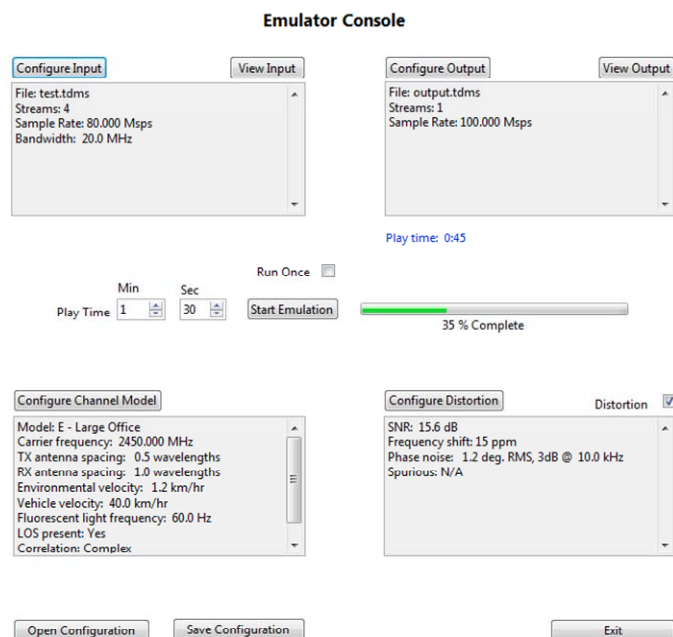 Emulator Console
Configure Input
View Input
File: test.tdms
Streams: 4
Sample Rate: 80.000 Msps
Bandwidth: 20.0 MHz
Configure Output
View Output
File: output.tdms
Streams: 1
Sample Rate: 100.000 Msps
Play time: 0:45
Run Once
Min
Sec
Play Time
1
30
Start Emulation
35 % Complete
Configure Channel Model
Model: E - Large Office
Carrier frequency: 2450.000 MHz
TX antenna spacing: 0.5 wavelengths
RX antenna spacing: 1.0 wavelengths
Environmental velocity: 1.2 km/hr
Vehicle velocity: 40.0 km/hr
Fluorescent light frequency: 60.0 Hz
LOS present: Yes
Correlation: Complex
Configure Distortion
Distortion
SNR: 15.6 dB
Frequency shift: 15 ppm
Phase noise: 1.2 deg. RMS, 3dB @ 10.0 kHz
Spurious: N/A
Open Configuration
Save Configuration
Exit